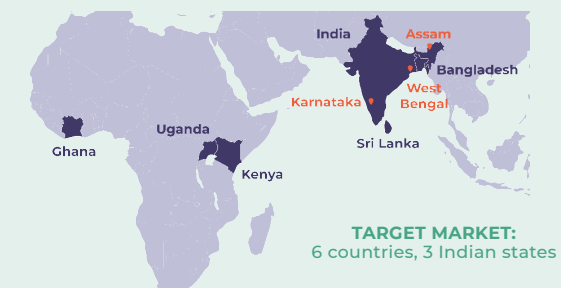 India
Assam
Bangladesh
West
Bengal
Karnataka
Uganda
Sri Lanka
Ghana
Kenya
TARGET MARKET:
6 countries, 3 Indian states